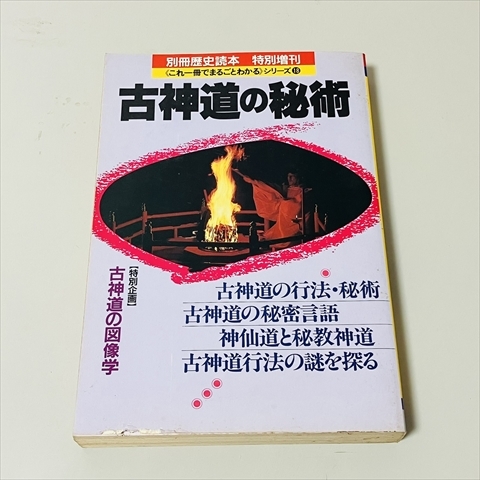 別冊歴史読本 特別増刊
《これ一冊でまるごとわかる》シリーズ⑱
古神道の秘術
古神道の行法・秘術
古神道の秘密言語
神仙道と秘教神道
古神道行法の謎を探る
【特別企画】
古神道の図像学